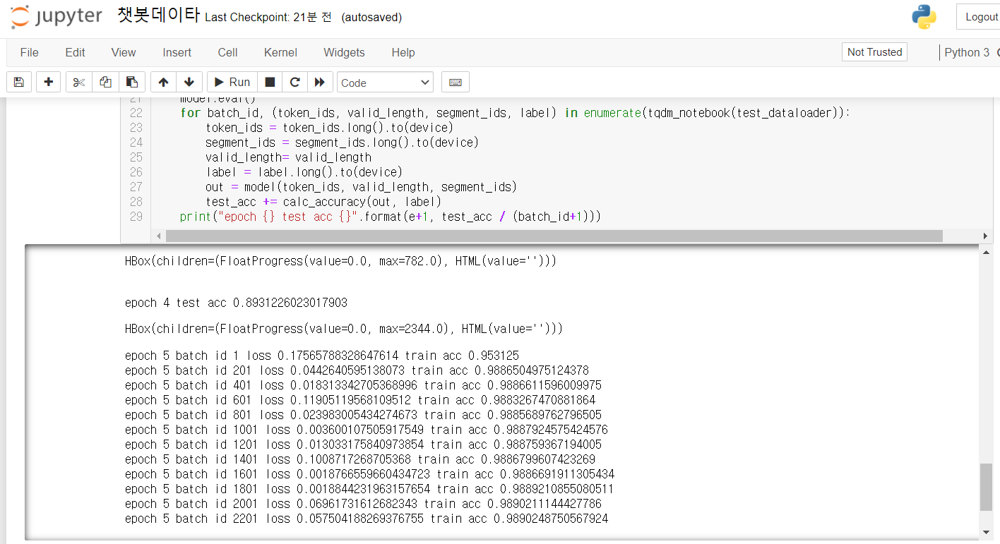 jupyter 챗봇데이타 Last Checkpoint: 21분 전 (autosaved)
Logout
File Edit View Insert Cell Kernel Widgets Help
Not Trusted
Python 3
Run
Code
21 model.eval()
22 for batch_id, (token_ids, valid_length, segment_ids, label) in enumerate(tqdm_notebook(test_dataloader)):
23 token_ids = token_ids.long().to(device)
24 segment_ids = segment_ids.long().to(device)
25 valid_length= valid_length
26 label = label.long().to(device)
27 out = model(token_ids, valid_length, segment_ids)
28 test_acc += calc_accuracy(out, label)
29 print("epoch {} test acc {}".format(e+1, test_acc / (batch_id+1)))
HBox(children=(FloatProgress(value=0.0, max=782.0), HTML(value='')))
epoch 4 test acc 0.8931226023017903
HBox(children=(FloatProgress(value=0.0, max=2344.0), HTML(value='')))
epoch 5 batch id 1 loss 0.17565788328647614 train acc 0.953125
epoch 5 batch id 201 loss 0.0442640595138073 train acc 0.9886504975124378
epoch 5 batch id 401 loss 0.018313342705368996 train acc 0.9886611596009975
epoch 5 batch id 601 loss 0.11905119568109512 train acc 0.9883267470881864
epoch 5 batch id 801 loss 0.023983005434274673 train acc 0.9885689762796505
epoch 5 batch id 1001 loss 0.003600107505917549 train acc 0.9887924575424576
epoch 5 batch id 1201 loss 0.013033175840973854 train acc 0.988759367194005
epoch 5 batch id 1401 loss 0.1008717268705368 train acc 0.9886799607423269
epoch 5 batch id 1601 loss 0.0018766559660434723 train acc 0.9886691911305434
epoch 5 batch id 1801 loss 0.00188442319631​57654 train acc 0.9889210855080511
epoch 5 batch id 2001 loss 0.06961731612682343 train acc 0.9890211144427786
epoch 5 batch id 2201 loss 0.057504188269376755 train acc 0.9890248750567924